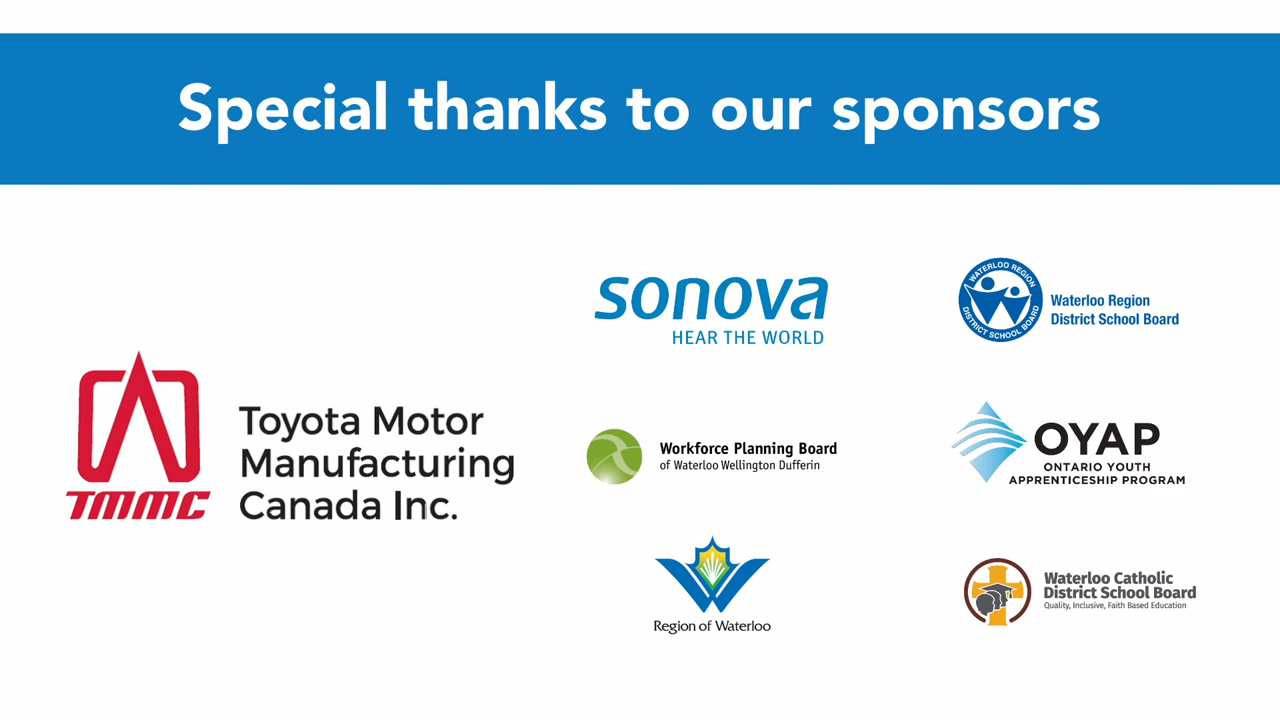 Special thanks to our sponsors
TMMC
Toyota Motor
Manufacturing
Canada Inc.
sonova
HEAR THE WORLD
Workforce Planning Board
of Waterloo Wellington Dufferin
Region of Waterloo
WATERLOO REGION
DISTRICT SCHOOL BOARD
Waterloo Region
District School Board
OYAP
ONTARIO YOUTH
APPRENTICESHIP PROGRAM
Waterloo Catholic
District School Board
Quality, Inclusive, Faith Based Education